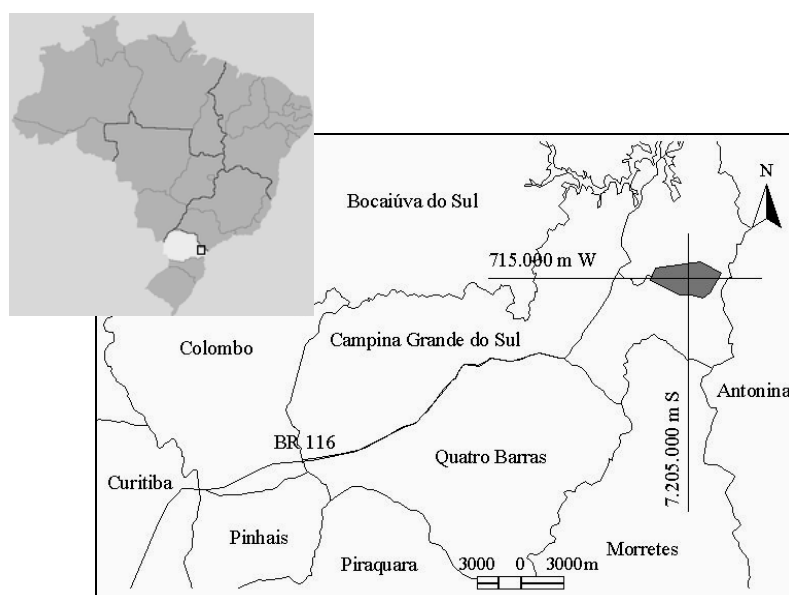 N
Bocaiúva do Sul
715.000 m W
Colombo
Campina Grande do Sul
Antonina
7.205.000 m S
BR 116
Quatro Barras
Curitiba
Pinhais
Morretes
Piraquara
3000 0 3000m